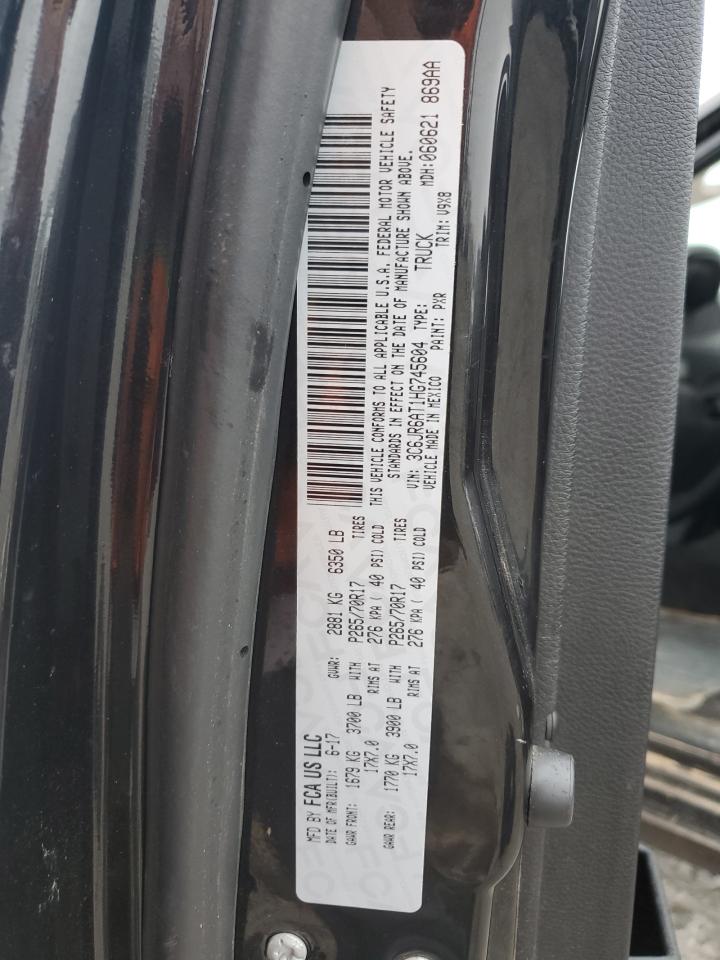 MFD BY FCA US LLC
DATE OF MFR(BUILT): 6-17 GVWR: 2881 KG 6350 LB
GAWR FRONT: 1679 KG 3700 LB WITH P265/70R17 TIRES
17X7.0 RIMS AT 276 KPA ( 40 PSI) COLD
GAWR REAR: 1770 KG 3900 LB WITH P265/70R17 TIRES
17X7.0 RIMS AT 276 KPA ( 40 PSI) COLD
THIS VEHICLE CONFORMS TO ALL APPLICABLE U.S.A. FEDERAL MOTOR VEHICLE SAFETY
STANDARDS IN EFFECT ON THE DATE OF MANUFACTURE SHOWN ABOVE.
VIN: 3C6JR6AT1HG745604 TYPE: TRUCK MDH:060621 869AA
VEHICLE MADE IN MEXICO PAINT: PXR TRIM: V9X8